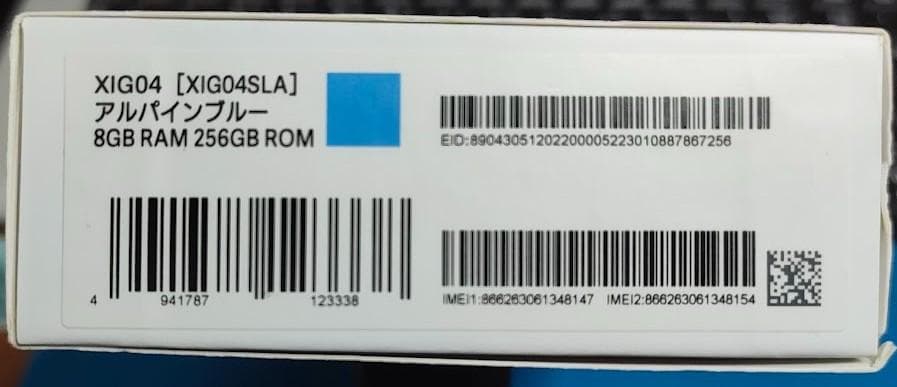 XIG04 [XIG04SLA]
アルパインブルー
8GB RAM 256GB ROM
EID:89043051202200005223010887867256
4 941787 123338
IMEI1:866263061348147 IMEI2:866263061348154